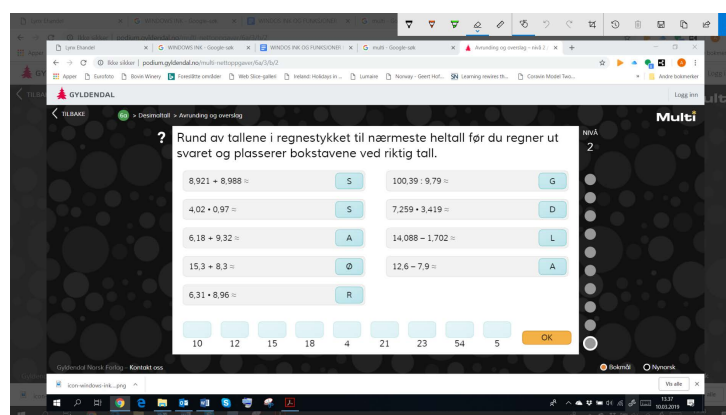 Lynx Ekandel
WINDOWS INK - Google-søk
WINDOS INK OG FUNKSJONER
multi - Google-søk
Avrunding og overslag – nivå 2
Ikke sikker | podium.gyldendal.no/multi-nettoppgaver/6a/3/b/2
Apper
Eurofoto
Bovin Winery
Foreslåtte områder
Web Slice-galleri
Ireland: Holidays in ...
Lumaire
Norway - Geert Hof...
Learning reviews th...
Coravin Model Two...
Andre bokmerker
GYLDENDAL
Logg inn
TILBAKE
6a > Desimaltall > Avrunding og overslag
Multi
? Rund av tallene i regnestykket til nærmeste heltall før du regner ut
svaret og plasserer bokstavene ved riktig tall.
NIVÅ
2
8,921 + 8,988 ≈ S
100,39 : 9,79 ≈ G
4,02 • 0,97 ≈ S
7,259 • 3,419 ≈ D
6,18 + 9,32 ≈ A
14,088 – 1,702 ≈ L
15,3 + 8,3 ≈ Ø
12,6 – 7,9 ≈ A
6,31 • 8,96 ≈ R
10 12 15 18 4 21 23 54 5
OK
Gyldendal Norsk Forlag - Kontakt oss
Bokmål Nynorsk
icon-windows-ink....png
Vis alle
13.37
10.03.2019